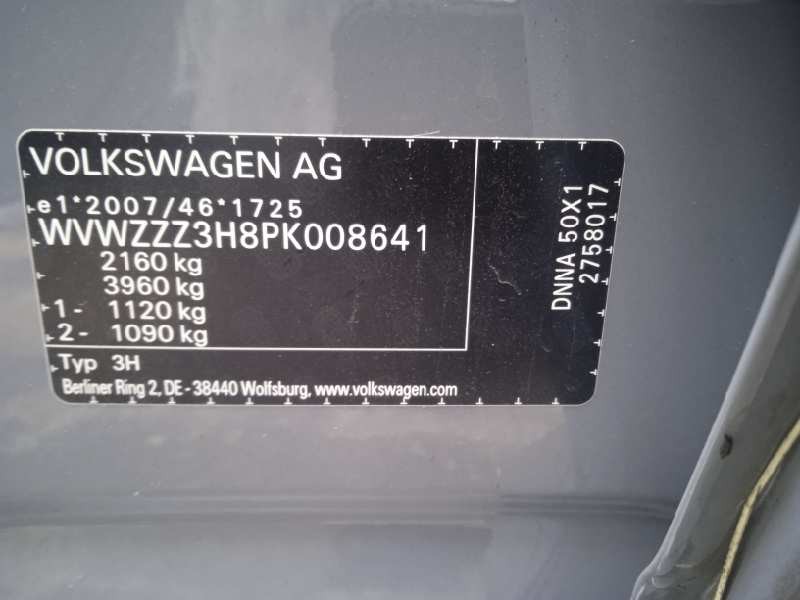 VOLKSWAGEN AG
e1*2007/46*1725
WVWZZZ3H8PK008641
2160 kg
3960 kg
1- 1120 kg
2- 1090 kg
Typ 3H
Berliner Ring 2, DE-38440 Wolfsburg, www.volkswagen.com
DNNA 50X1
2758017